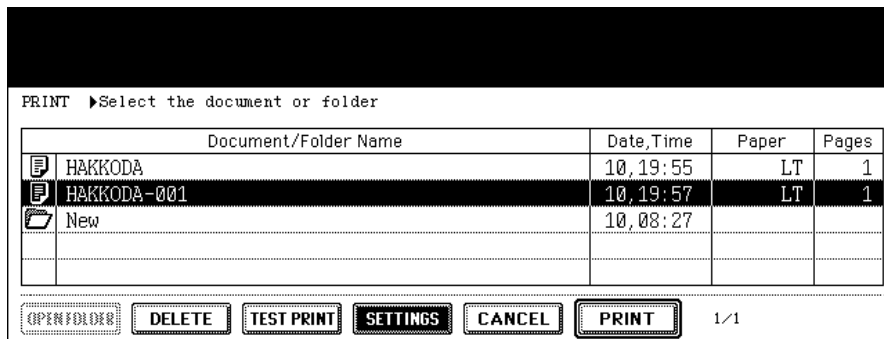 PRINT ▶Select the document or folder
Document/Folder Name Date,Time Paper Pages
HAKKODA 10,19:55 LT 1
HAKKODA-001 10,19:57 LT 1
New 10,08:27
OPEN FOLDER DELETE TEST PRINT SETTINGS CANCEL PRINT 1/1